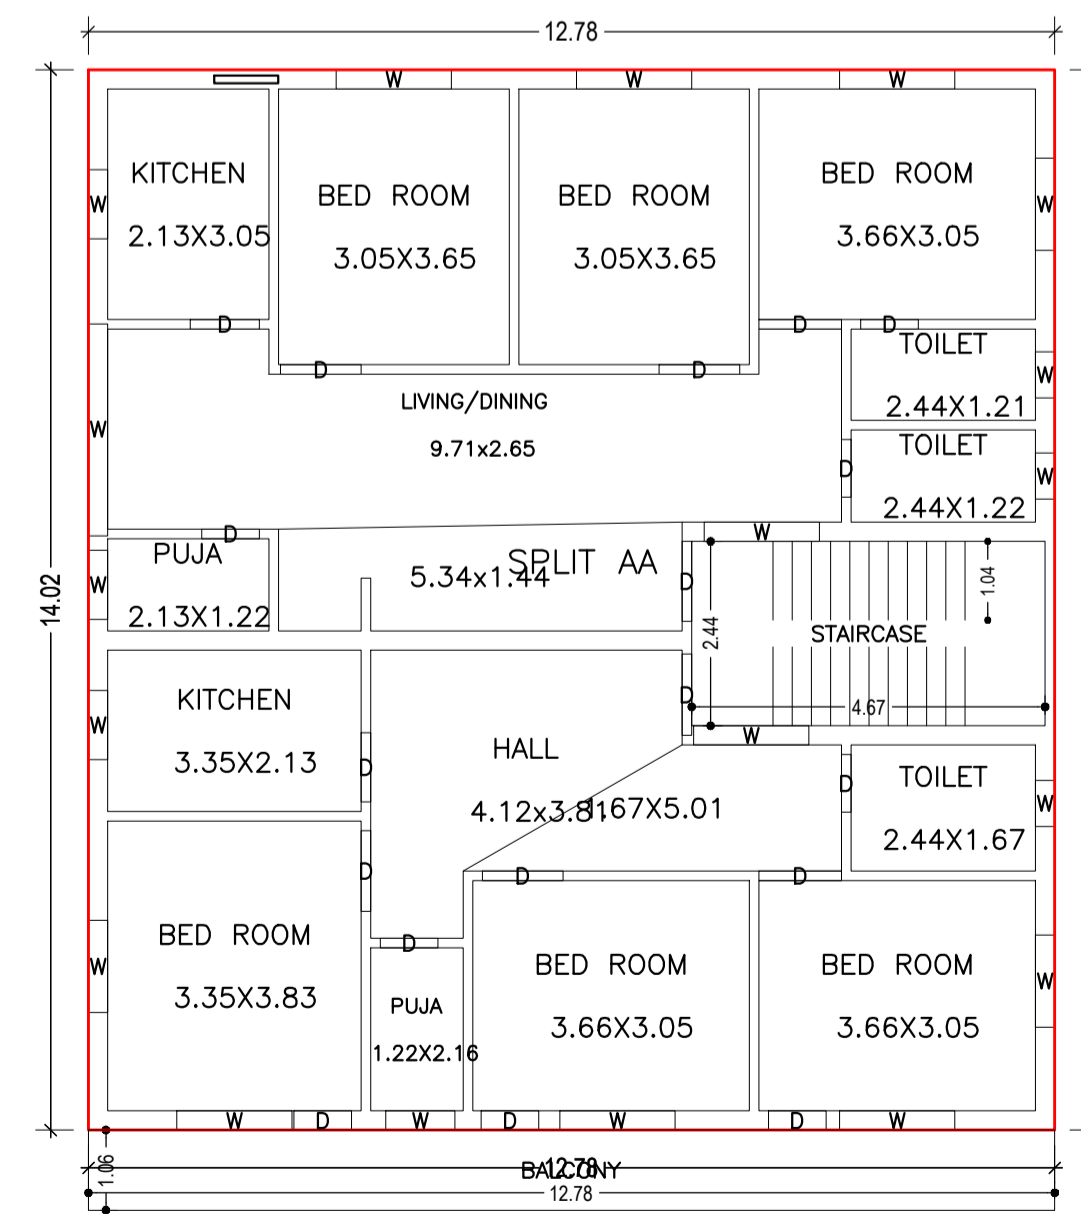 12.78
W
W
W
KITCHEN
2.13X3.05
BED ROOM
3.05X3.65
BED ROOM
3.05X3.65
BED ROOM
3.66X3.05
W
W
D
D
D
D
D
TOILET
2.44X1.21
W
LIVING/DINING
9.71x2.65
W
TOILET
2.44X1.22
D
W
D
W
PUJA
2.13X1.22
W
SPLIT AA
5.34x1.44
D
14.02
2.44
1.04
STAIRCASE
4.67
KITCHEN
3.35X2.13
W
D
D
HALL
4.12x3.81
1.67X5.01
W
TOILET
2.44X1.67
D
W
D
D
D
BED ROOM
3.35X3.83
W
D
PUJA
1.22X2.16
BED ROOM
3.66X3.05
BED ROOM
3.66X3.05
W
W
D
W
D
W
D
W
1.06
12.78
BALCONY
12.78